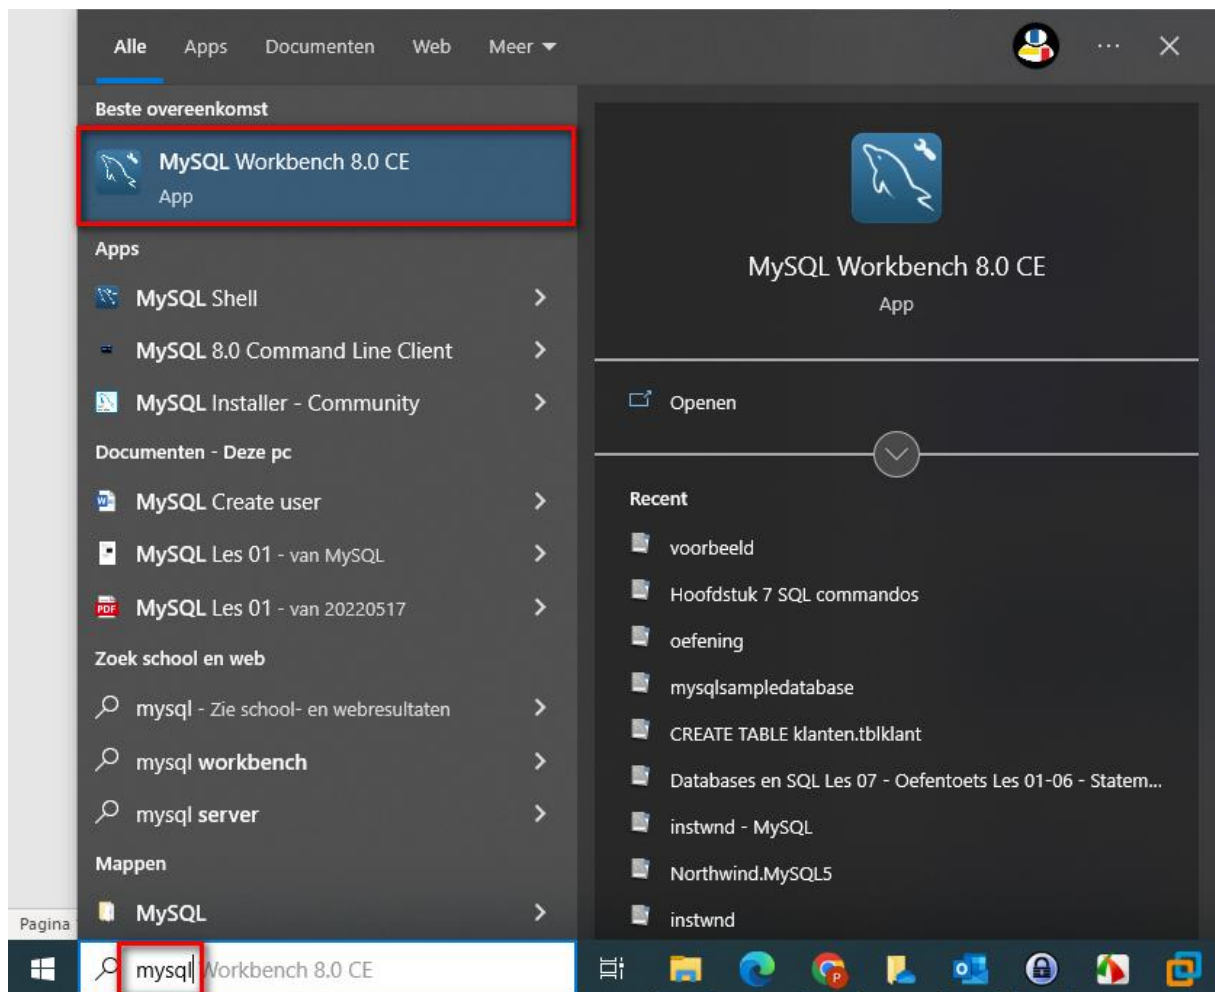 Alle Apps Documenten Web Meer
Beste overeenkomst
MySQL Workbench 8.0 CE
App
Apps
MySQL Shell
MySQL 8.0 Command Line Client
MySQL Installer - Community
Documenten - Deze pc
MySQL Create user
MySQL Les 01 - van MySQL
MySQL Les 01 - van 20220517
Zoek school en web
mysql - Zie school- en webresultaten
mysql workbench
mysql server
Mappen
MySQL
MySQL Workbench 8.0 CE
App
Openen
Recent
voorbeeld
Hoofdstuk 7 SQL commandos
oefening
mysqlsampledatabase
CREATE TABLE klanten.tblklant
Databases en SQL Les 07 - Oefentoets Les 01-06 - Statem...
instwnd - MySQL
Northwind.MySQL5
instwnd
Pagina
mysql Workbench 8.0 CE